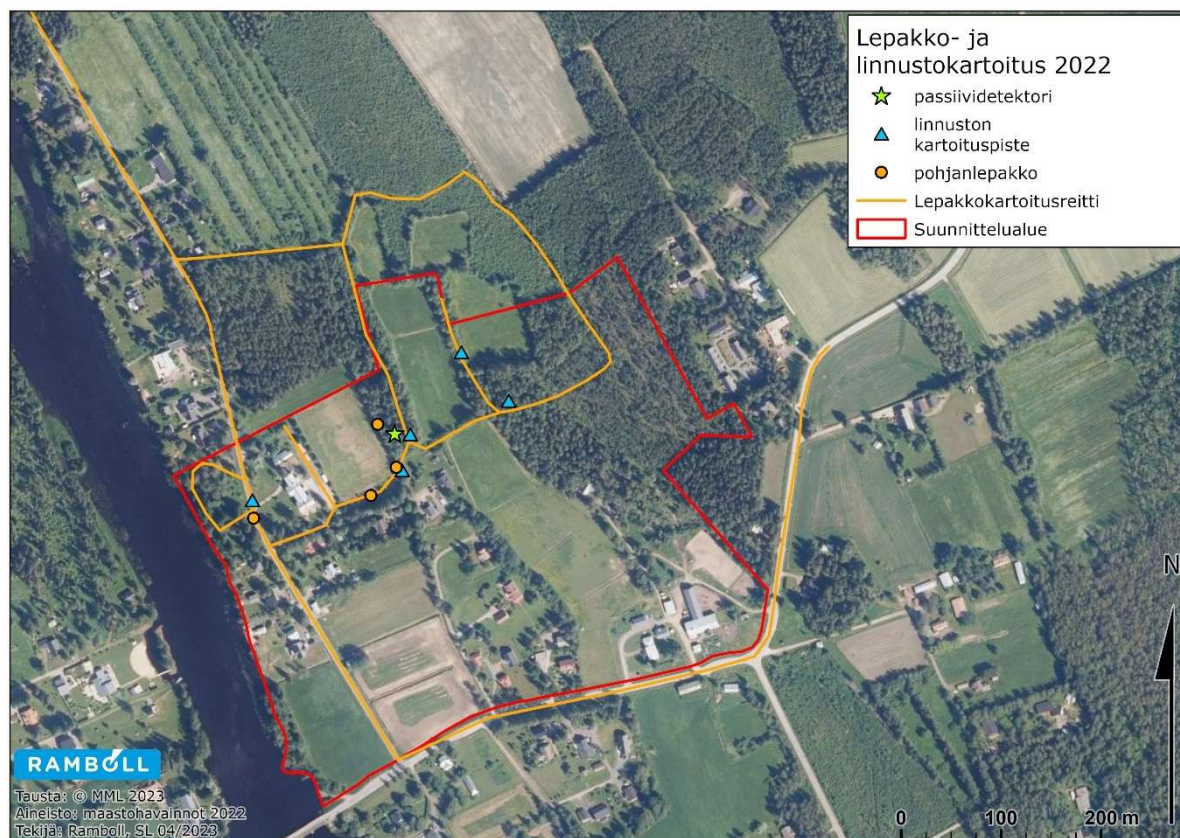 Lepakko- ja
linnustokartoitus 2022
passiividetektori
linnuston
kartoituspiste
pohjanlepakko
Lepakkokartoitusreitti
Suunnittelualue
N
RAMBOLL
Tausta: © MML 2023
Aineisto: maastohavainnot 2022
Tekijä: Ramboll, SL 04/2023
0 100 200 m